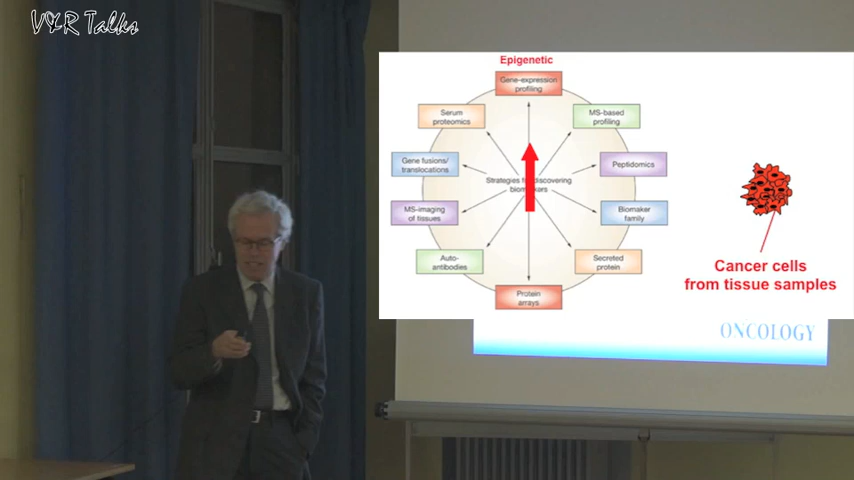 V&R Talks
Epigenetic
Gene-expression
profiling
Serum
proteomics
MS-based
profiling
Gene fusions/
translocations
Peptidomics
Strategies for discovering
biomarkers
MS-imaging
of tissues
Biomaker
family
Auto-
antibodies
Secreted
protein
Protein
arrays
Cancer cells
from tissue samples
ONCOLOGY